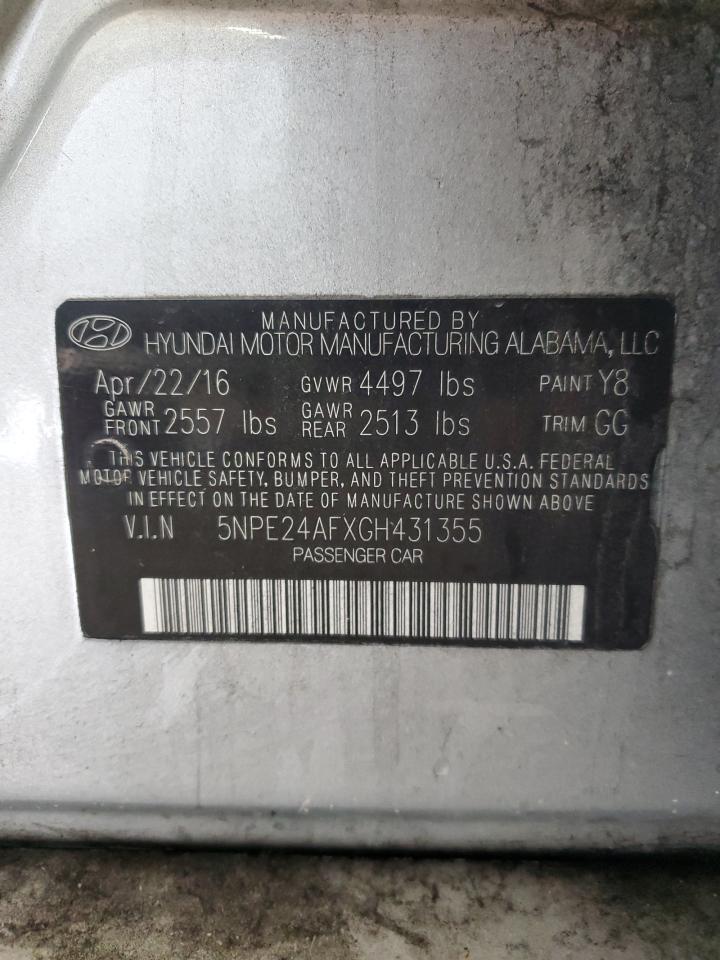 MANUFACTURED BY
HYUNDAI MOTOR MANUFACTURING ALABAMA, LLC
Apr/22/16 GVWR 4497 lbs PAINT Y8
GAWR FRONT 2557 lbs GAWR REAR 2513 lbs TRIM GG
THIS VEHICLE CONFORMS TO ALL APPLICABLE U.S.A. FEDERAL
MOTOR VEHICLE SAFETY, BUMPER, AND THEFT PREVENTION STANDARDS
IN EFFECT ON THE DATE OF MANUFACTURE SHOWN ABOVE
V.I.N 5NPE24AFXGH431355
PASSENGER CAR